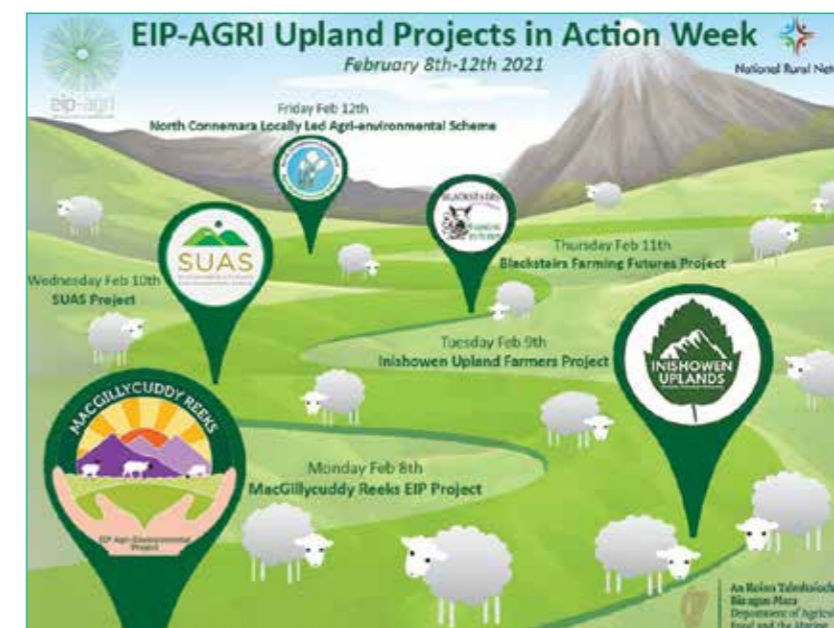 EIP-AGRI Upland Projects in Action Week
February 8th-12th 2021
eip-agri
National Rural Net
Friday Feb 12th
North Connemara Locally Led Agri-environmental Scheme
BLACKSTAIRS
FARMING
FUTURES
Thursday Feb 11th
Blackstairs Farming Futures Project
SUAS
Wednesday Feb 10th
SUAS Project
Tuesday Feb 9th
Inishowen Upland Farmers Project
INISHOWEN
UPLANDS
MACGILLYCUDDY REEKS
EIP Agri-Environmental
Project
Monday Feb 8th
MacGillycuddy Reeks EIP Project
An Roinn Talmhaíochta
Bia agus Mara
Department of Agricul
Food and the Marine